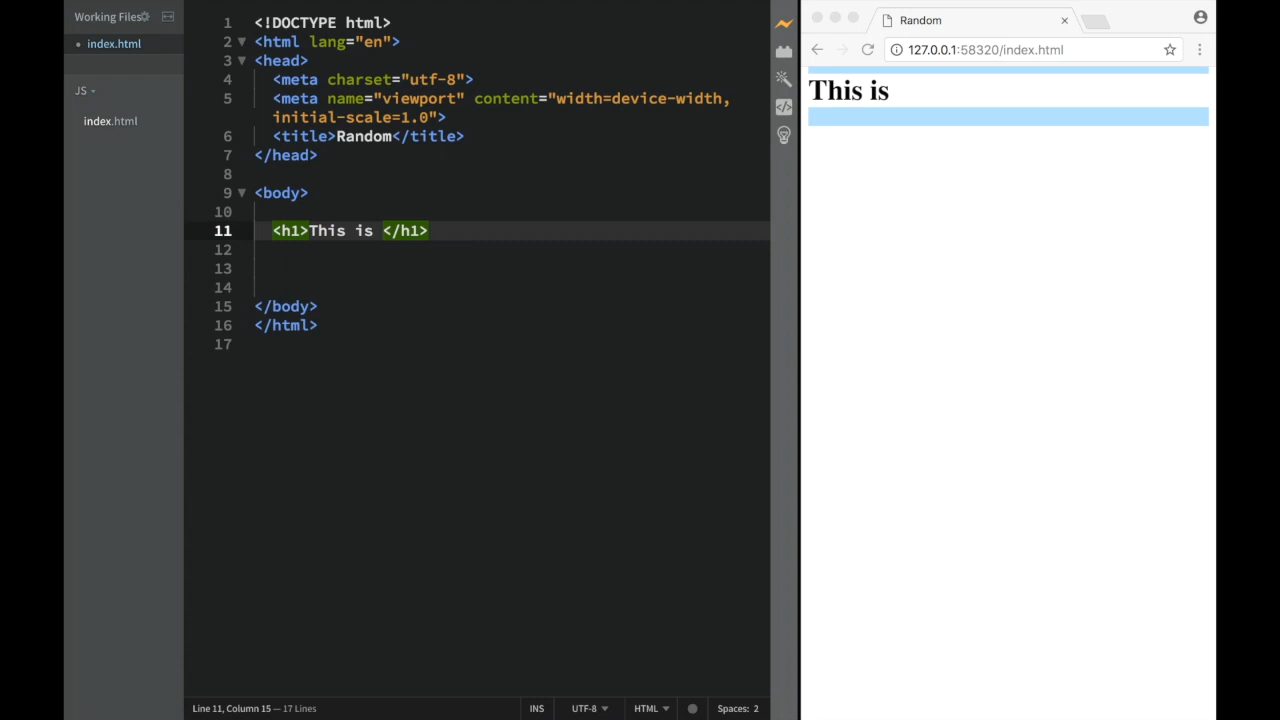 Working Files
index.html
JS
index.html
1 <!DOCTYPE html>
2 <html lang="en">
3 <head>
4 <meta charset="utf-8">
5 <meta name="viewport" content="width=device-width,
initial-scale=1.0">
6 <title>Random</title>
7 </head>
8
9 <body>
10
11 <h1>This is </h1>
12
13
14
15 </body>
16 </html>
17
Line 11, Column 15 — 17 Lines
INS
UTF-8
HTML
Spaces: 2
Random
127.0.0.1:58320/index.html
This is